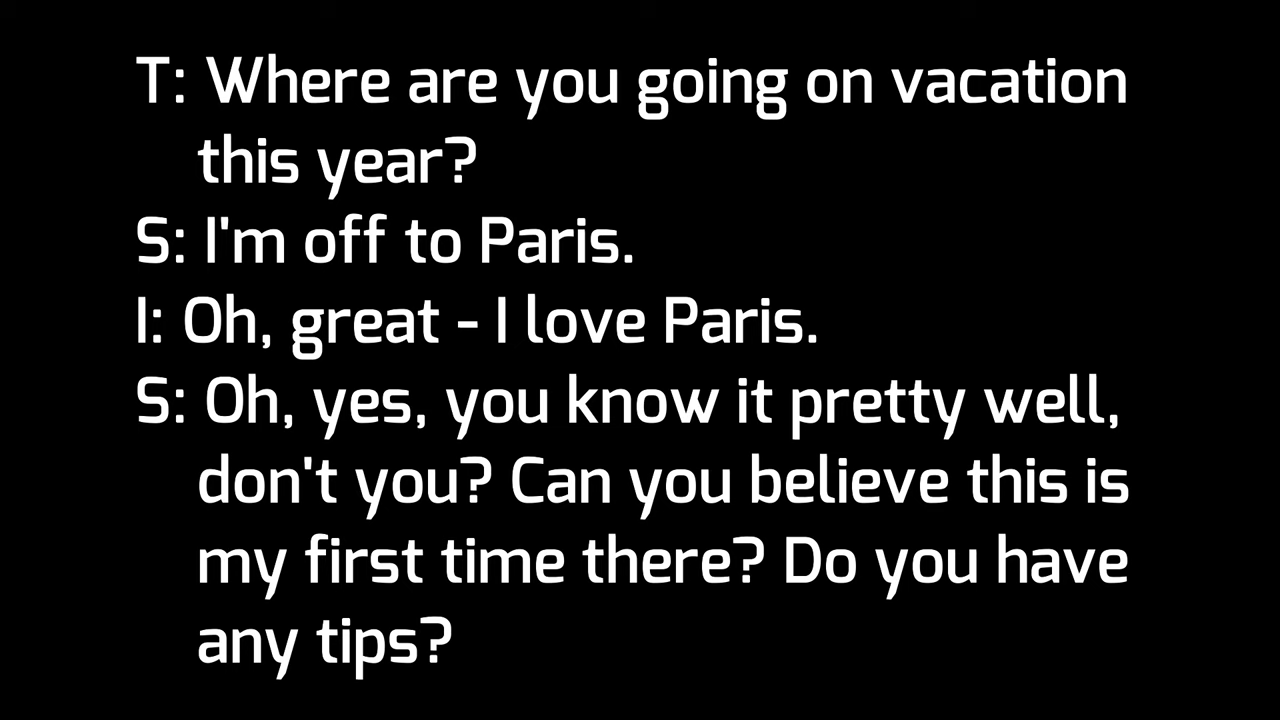 T: Where are you going on vacation
this year?
S: I'm off to Paris.
I: Oh, great - I love Paris.
S: Oh, yes, you know it pretty well,
don't you? Can you believe this is
my first time there? Do you have
any tips?